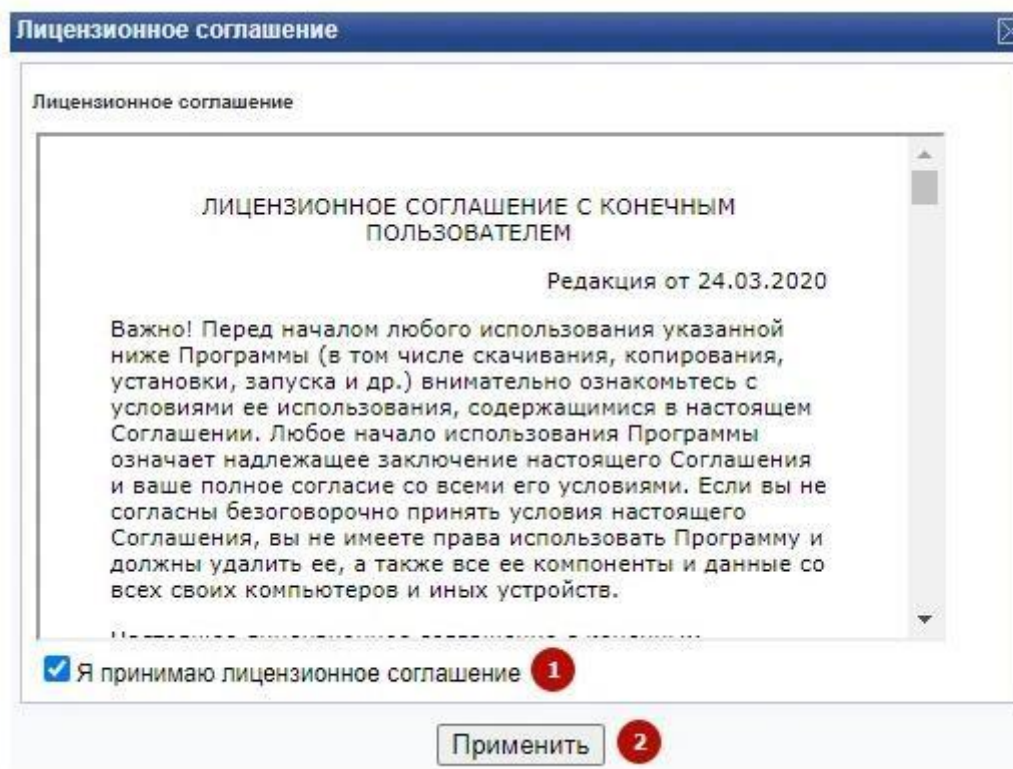 Лицензионное соглашение
Лицензионное соглашение
ЛИЦЕНЗИОННОЕ СОГЛАШЕНИЕ С КОНЕЧНЫМ
ПОЛЬЗОВАТЕЛЕМ
Редакция от 24.03.2020
Важно! Перед началом любого использования указанной
ниже Программы (в том числе скачивания, копирования,
установки, запуска и др.) внимательно ознакомьтесь с
условиями ее использования, содержащимися в настоящем
Соглашении. Любое начало использования Программы
означает надлежащее заключение настоящего Соглашения
и ваше полное согласие со всеми его условиями. Если вы не
согласны безоговорочно принять условия настоящего
Соглашения, вы не имеете права использовать Программу и
должны удалить ее, а также все ее компоненты и данные со
всех своих компьютеров и иных устройств.
Я принимаю лицензионное соглашение 1
Применить 2